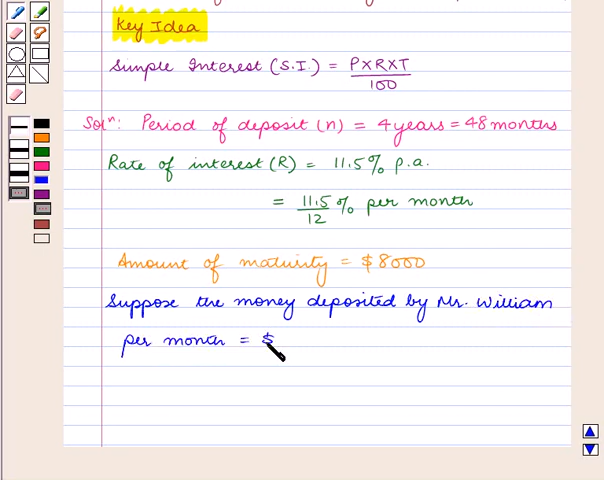 Key Idea
Simple Interest (S.I.) = P×R×T/100
Solⁿ: Period of deposit (n) = 4 years = 48 months
Rate of interest (R) = 11.5% p.a.
= 11.5/12 % per month
Amount of maturity = $8000
Suppose the money deposited by Mr. William
per month = $